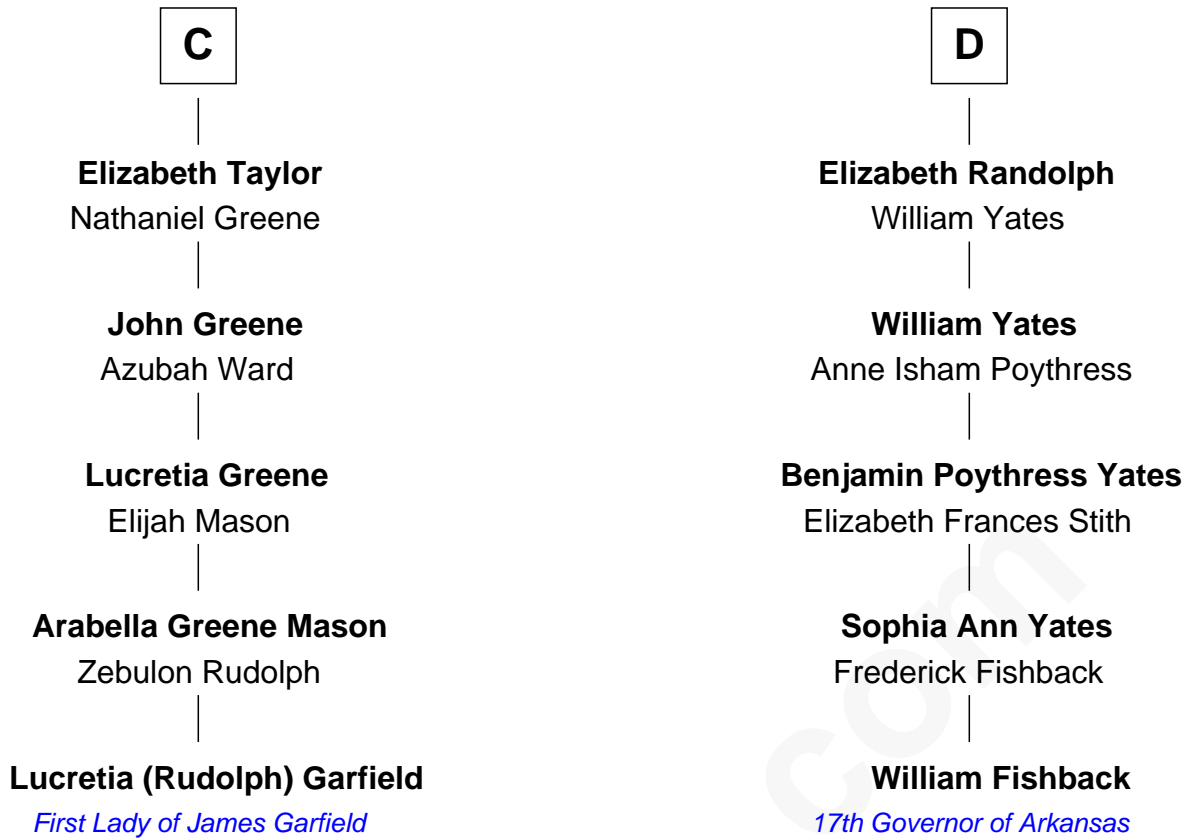 C
Elizabeth Taylor
Nathaniel Greene
John Greene
Azubah Ward
Lucretia Greene
Elijah Mason
Arabella Greene Mason
Zebulon Rudolph
Lucretia (Rudolph) Garfield
First Lady of James Garfield
D
Elizabeth Randolph
William Yates
William Yates
Anne Isham Poythress
Benjamin Poythress Yates
Elizabeth Frances Stith
Sophia Ann Yates
Frederick Fishback
William Fishback
17th Governor of Arkansas
com